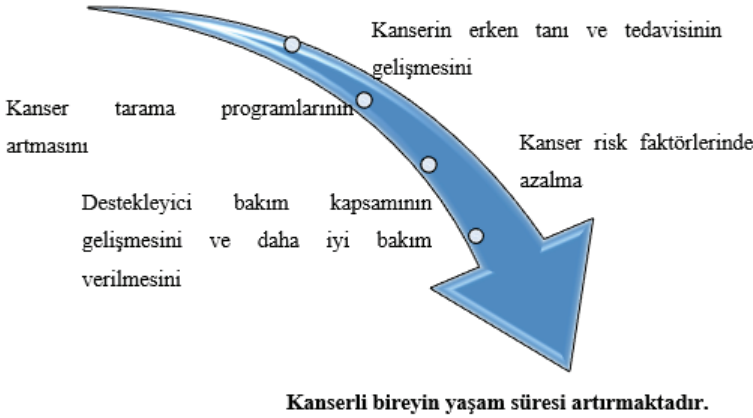 Kanserin erken tanı ve tedavisinin
gelişmesini
Kanser tarama programlarının
artmasını
Kanser risk faktörlerinde
azalma
Destekleyici bakım kapsamının
gelişmesini ve daha iyi bakım
verilmesini
Kanserli bireyin yaşam süresi artırmaktadır.